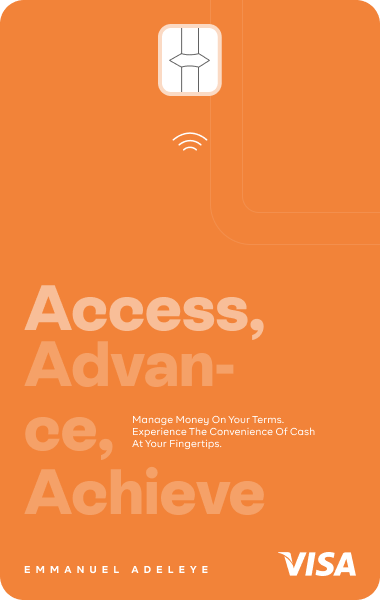 Access,
Advan-
ce,
Manage Money On Your Terms.
Experience The Convenience Of Cash
At Your Fingertips.
Achieve
EMMANUEL ADELEYE
VISA